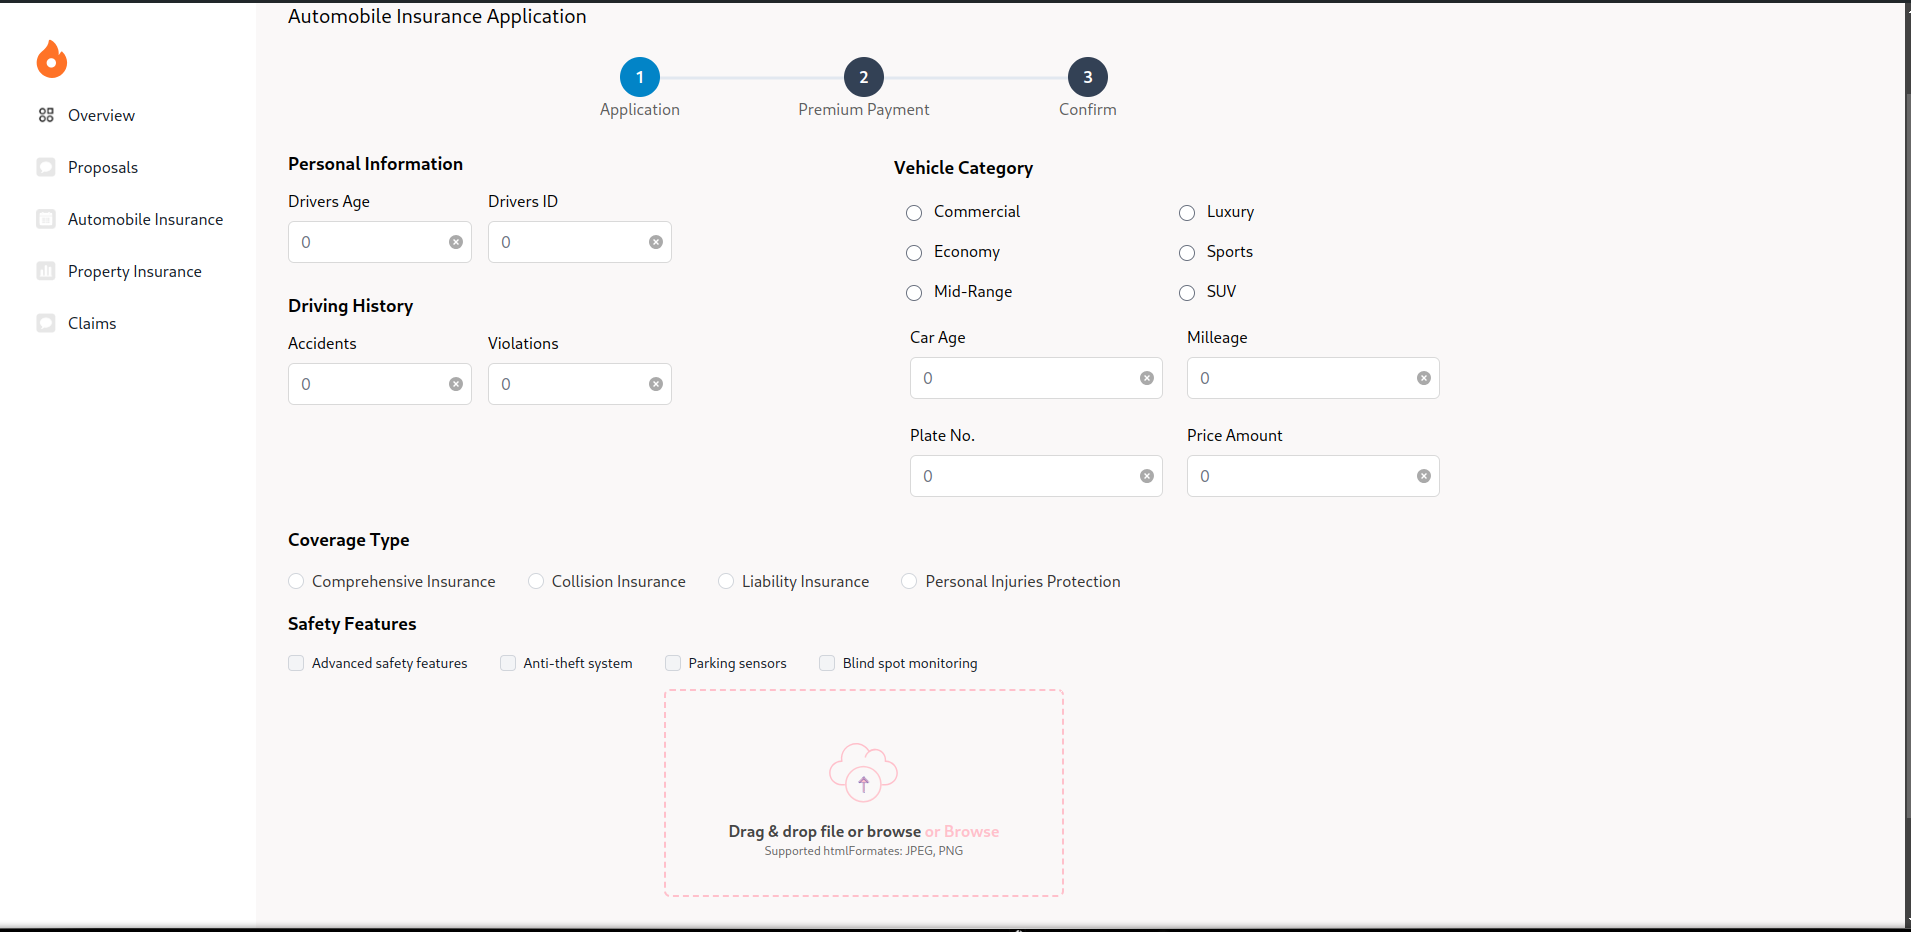 Automobile Insurance Application
1
2
3
Application
Premium Payment
Confirm
Overview
Proposals
Automobile Insurance
Property Insurance
Claims
Personal Information
Drivers Age
Drivers ID
0
0
Driving History
Accidents
Violations
0
0
Vehicle Category
Commercial
Luxury
Economy
Sports
Mid-Range
SUV
Car Age
Milleage
0
0
Plate No.
Price Amount
0
0
Coverage Type
Comprehensive Insurance
Collision Insurance
Liability Insurance
Personal Injuries Protection
Safety Features
Advanced safety features
Anti-theft system
Parking sensors
Blind spot monitoring
Drag & drop file or browse or Browse
Supported htmlFormates: JPEG, PNG